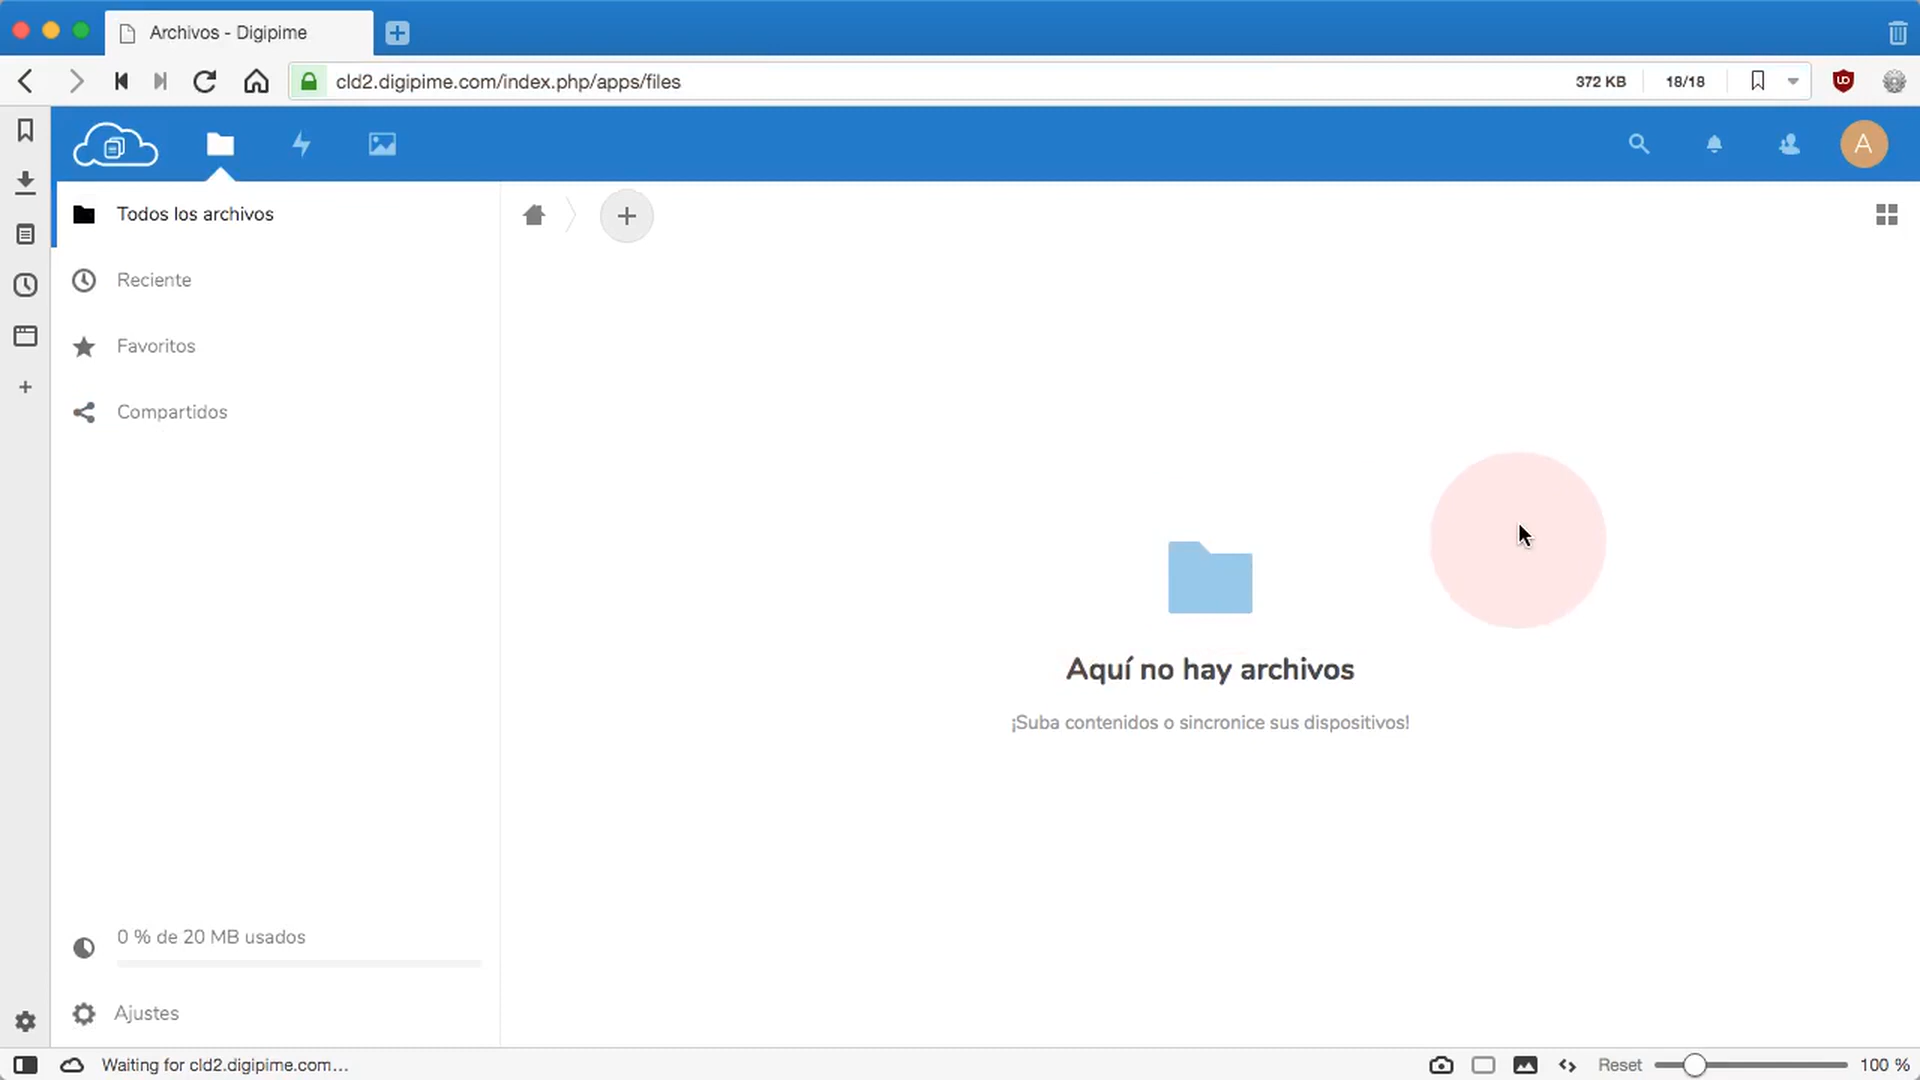 Archivos - Digipime
cld2.digipime.com/index.php/apps/files
372 KB
18/18
A
Todos los archivos
Reciente
Favoritos
Compartidos
Aquí no hay archivos
¡Suba contenidos o sincronice sus dispositivos!
0 % de 20 MB usados
Ajustes
Waiting for cld2.digipime.com...
Reset
100 %